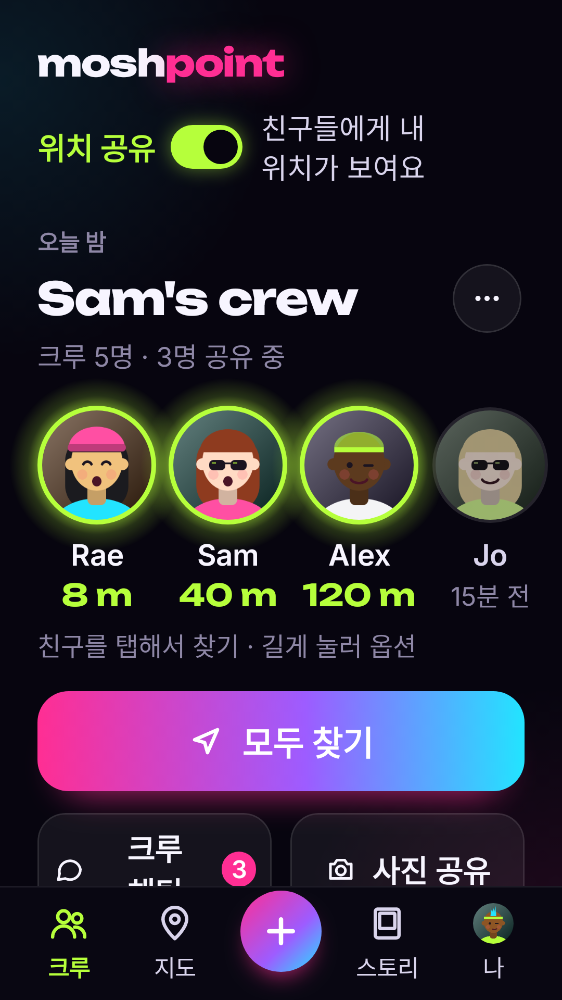 moshpoint
위치 공유
친구들에게 내
위치가 보여요
오늘 밤
Sam's crew
크루 5명 · 3명 공유 중
Rae
Sam
Alex
Jo
8 m
40 m
120 m
15분 전
친구를 탭해서 찾기 · 길게 눌러 옵션
모두 찾기
크루
3
사진 공유
크루
지도
스토리
나